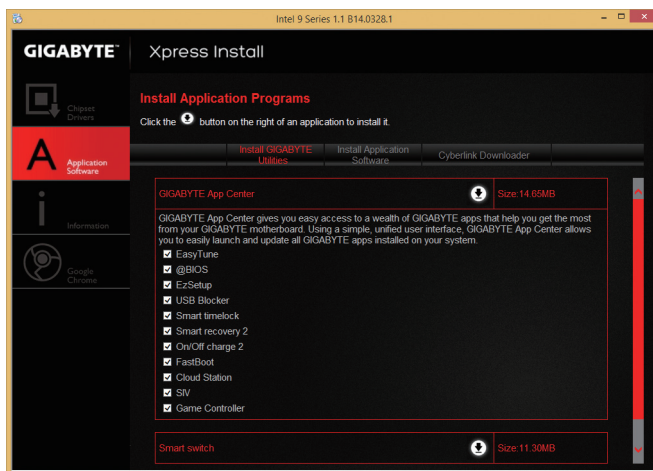 Intel 9 Series 1.1 B14.0328.1
GIGABYTE™
Xpress Install
Chipset
Drivers
Application
Software
Information
Google
Chrome
Install Application Programs
Click the button on the right of an application to install it.
Install GIGABYTE
Utilities
Install Application
Software
Cyberlink Downloader
GIGABYTE App Center
Size:14.65MB
GIGABYTE App Center gives you easy access to a wealth of GIGABYTE apps that help you get the most
from your GIGABYTE motherboard. Using a simple, unified user interface, GIGABYTE App Center allows
you to easily launch and update all GIGABYTE apps installed on your system.
EasyTune
@BIOS
EzSetup
USB Blocker
Smart timelock
Smart recovery 2
On/Off charge 2
FastBoot
Cloud Station
SIV
Game Controller
Smart switch
Size:11.30MB